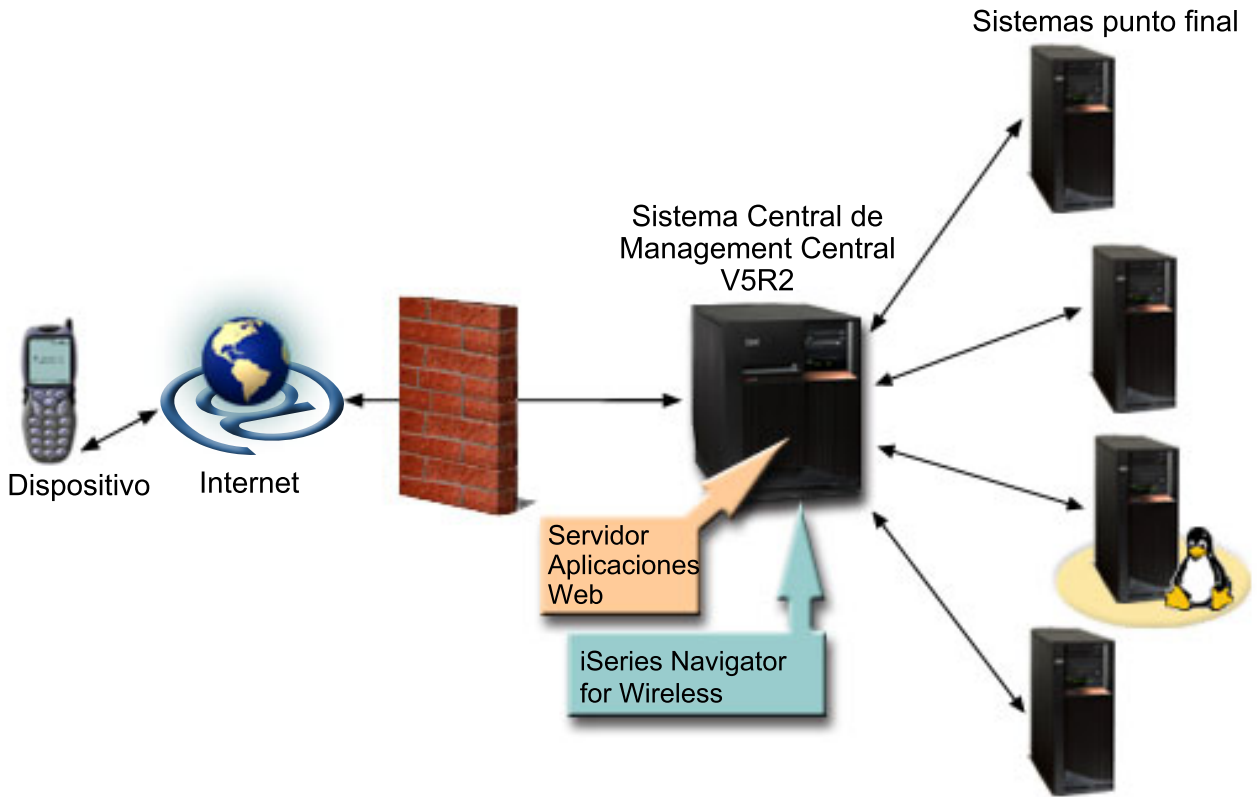 Sistemas punto final
Sistema Central de
Management Central
V5R2
Dispositivo
Internet
Servidor
Aplicaciones
Web
iSeries Navigator
for Wireless